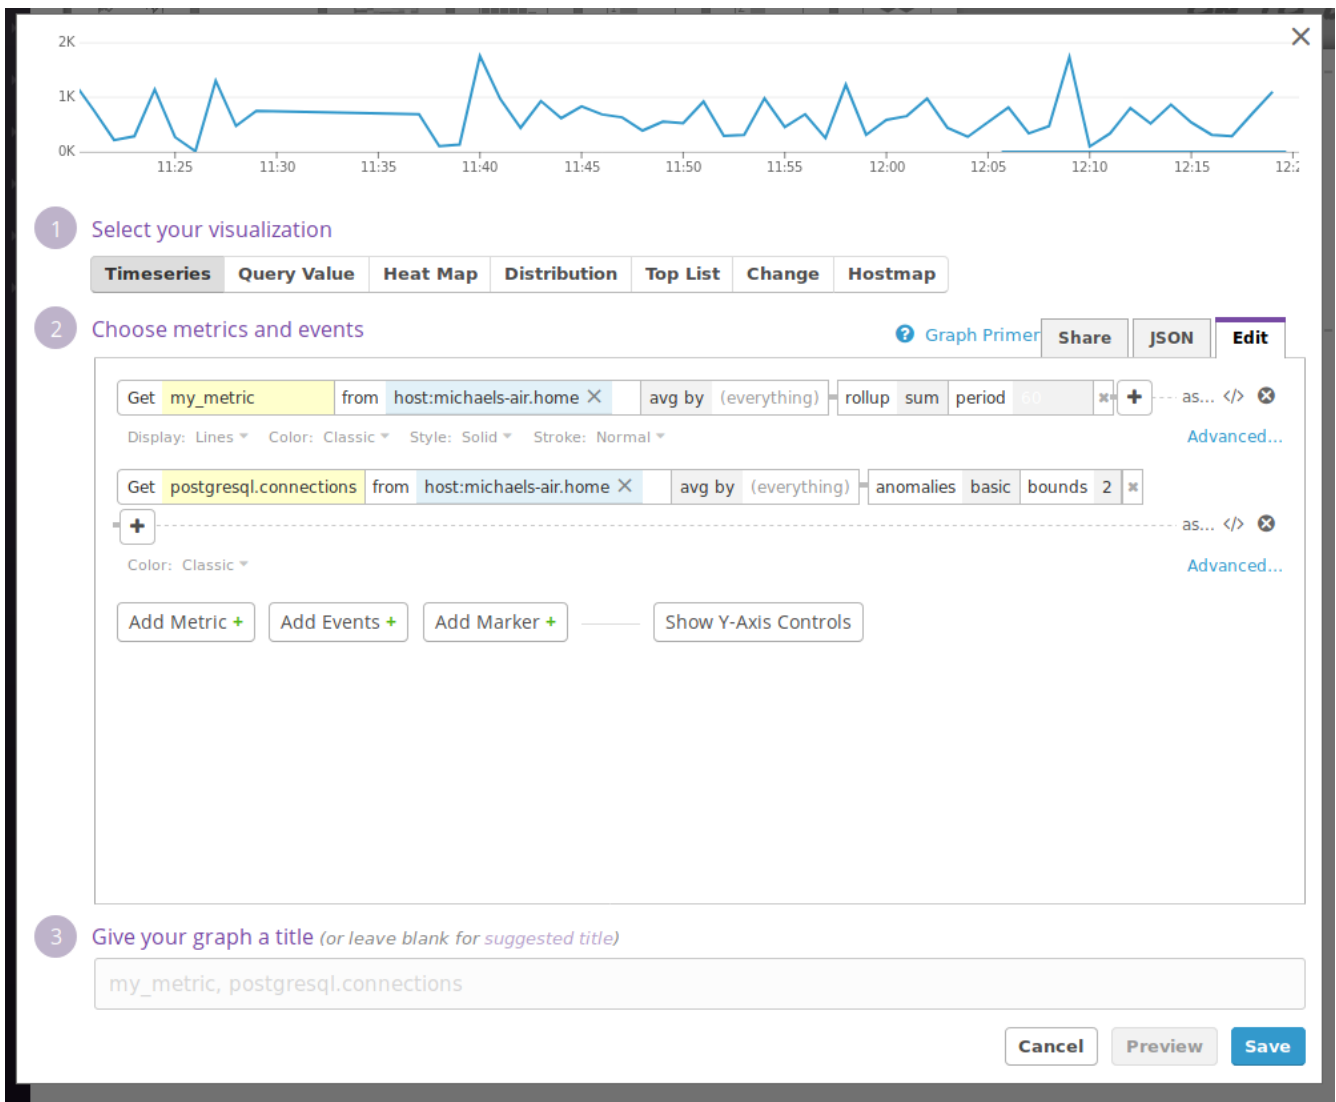 2K
1K
0K
11:25 11:30 11:35 11:40 11:45 11:50 11:55 12:00 12:05 12:10 12:15
1 Select your visualization
Timeseries Query Value Heat Map Distribution Top List Change Hostmap
2 Choose metrics and events
? Graph Primer Share JSON Edit
Get my_metric from host:michaels-air.home avg by (everything) rollup sum period 60 as... </>
Display: Lines Color: Classic Style: Solid Stroke: Normal Advanced...
Get postgresql.connections from host:michaels-air.home avg by (everything) anomalies basic bounds 2
as... </>
Color: Classic Advanced...
Add Metric + Add Events + Add Marker + Show Y-Axis Controls
3 Give your graph a title (or leave blank for suggested title)
my_metric, postgresql.connections
Cancel Preview Save